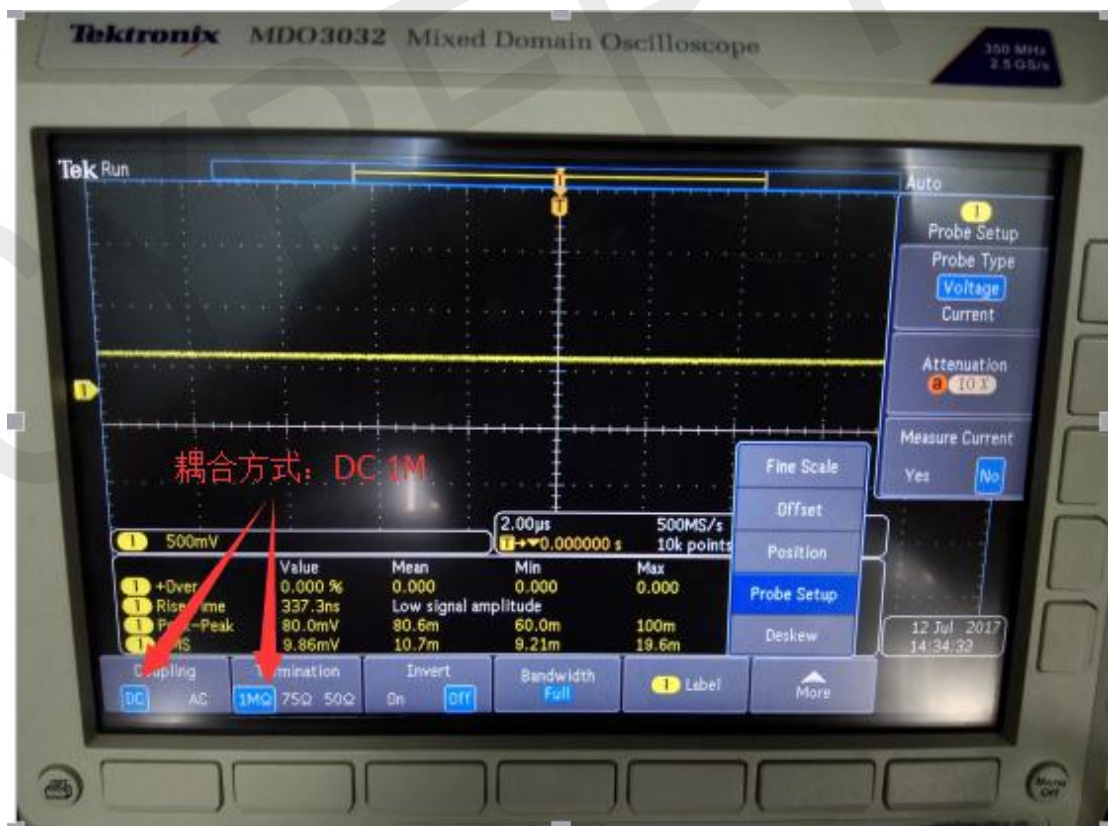 Tektronix MDO3032 Mixed Domain Oscilloscope
350 MHz
2.5 GS/s
Tek Run
Auto
T
T
1
Probe Setup
Probe Type
Voltage
Current
Attenuation
a 10 X
Measure Current
Yes No
1
耦合方式：DC 1M
Fine Scale
Offset
Position
Probe Setup
Deskew
1 500mV
2.00µs 500MS/s
T→▼0.000000 s 10k points
Value Mean Min Max
1 +Over 0.000 % 0.000 0.000 0.000
1 337.3ns Low signal amplitude
1 80.0mV 80.6m 60.0m 100m
1 9.86mV 10.7m 9.21m 19.6m
12 Jul 2017
14:34:32
Coupling
DC AC
Termination
1MΩ 75Ω 50Ω
Invert
On Off
Bandwidth
Full
1 Label
More
Menu
Off